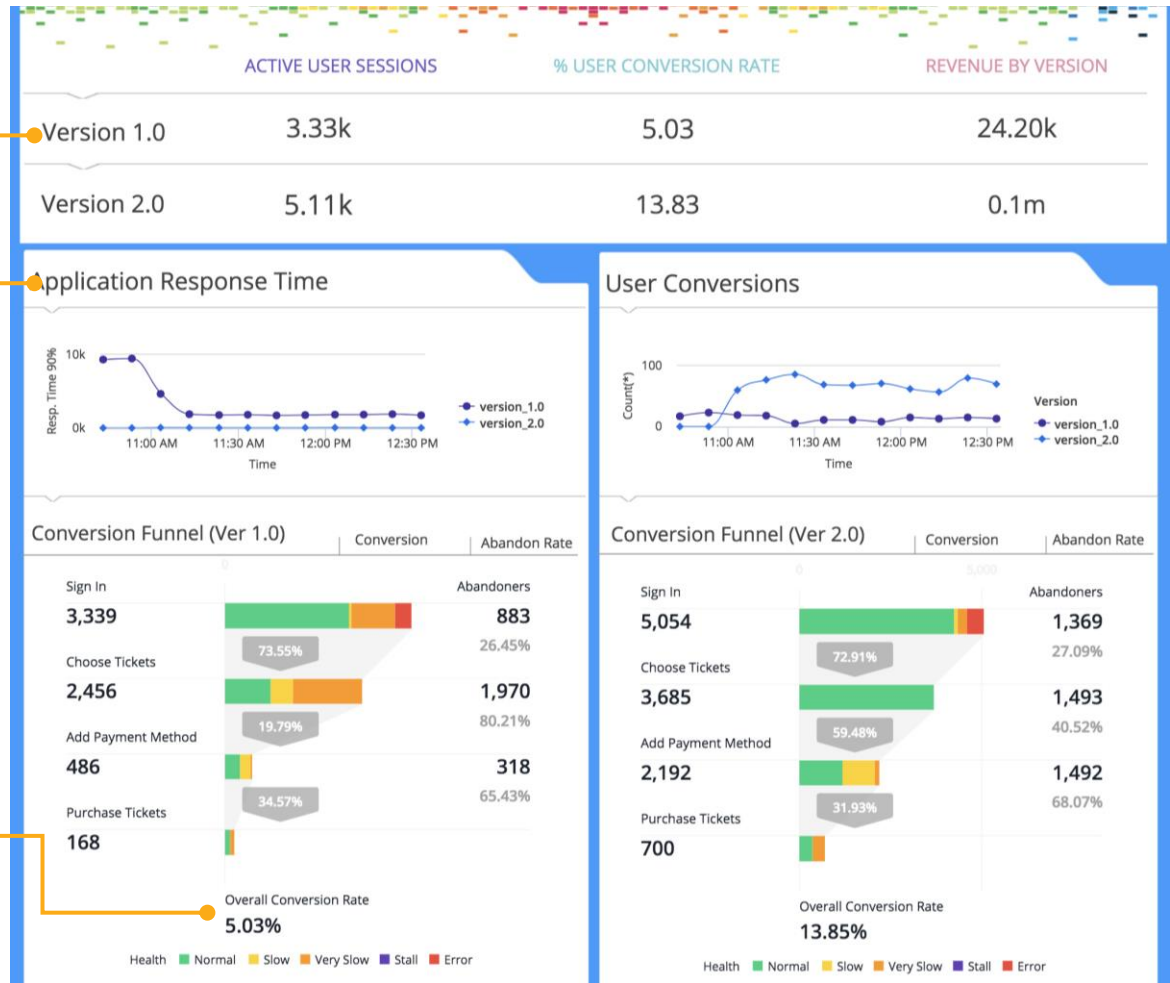 ACTIVE USER SESSIONS % USER CONVERSION RATE REVENUE BY VERSION
Version 1.0 3.33k 5.03 24.20k
Version 2.0 5.11k 13.83 0.1m
Application Response Time
Resp. Time 90%
10k
0k
11:00 AM 11:30 AM 12:00 PM 12:30 PM
Time
version_1.0
version_2.0
User Conversions
Count(*)
100
0
11:00 AM 11:30 AM 12:00 PM 12:30 PM
Time
Version
version_1.0
version_2.0
Conversion Funnel (Ver 1.0) Conversion Abandon Rate
0
Sign In Abandoners
3,339 883
73.55% 26.45%
Choose Tickets
2,456 1,970
19.79% 80.21%
Add Payment Method
486 318
34.57% 65.43%
Purchase Tickets
168
Overall Conversion Rate
5.03%
Health Normal Slow Very Slow Stall Error
Conversion Funnel (Ver 2.0) Conversion Abandon Rate
0 5,000
Sign In Abandoners
5,054 1,369
72.91% 27.09%
Choose Tickets
3,685 1,493
59.48% 40.52%
Add Payment Method
2,192 1,492
31.93% 68.07%
Purchase Tickets
700
Overall Conversion Rate
13.85%
Health Normal Slow Very Slow Stall Error